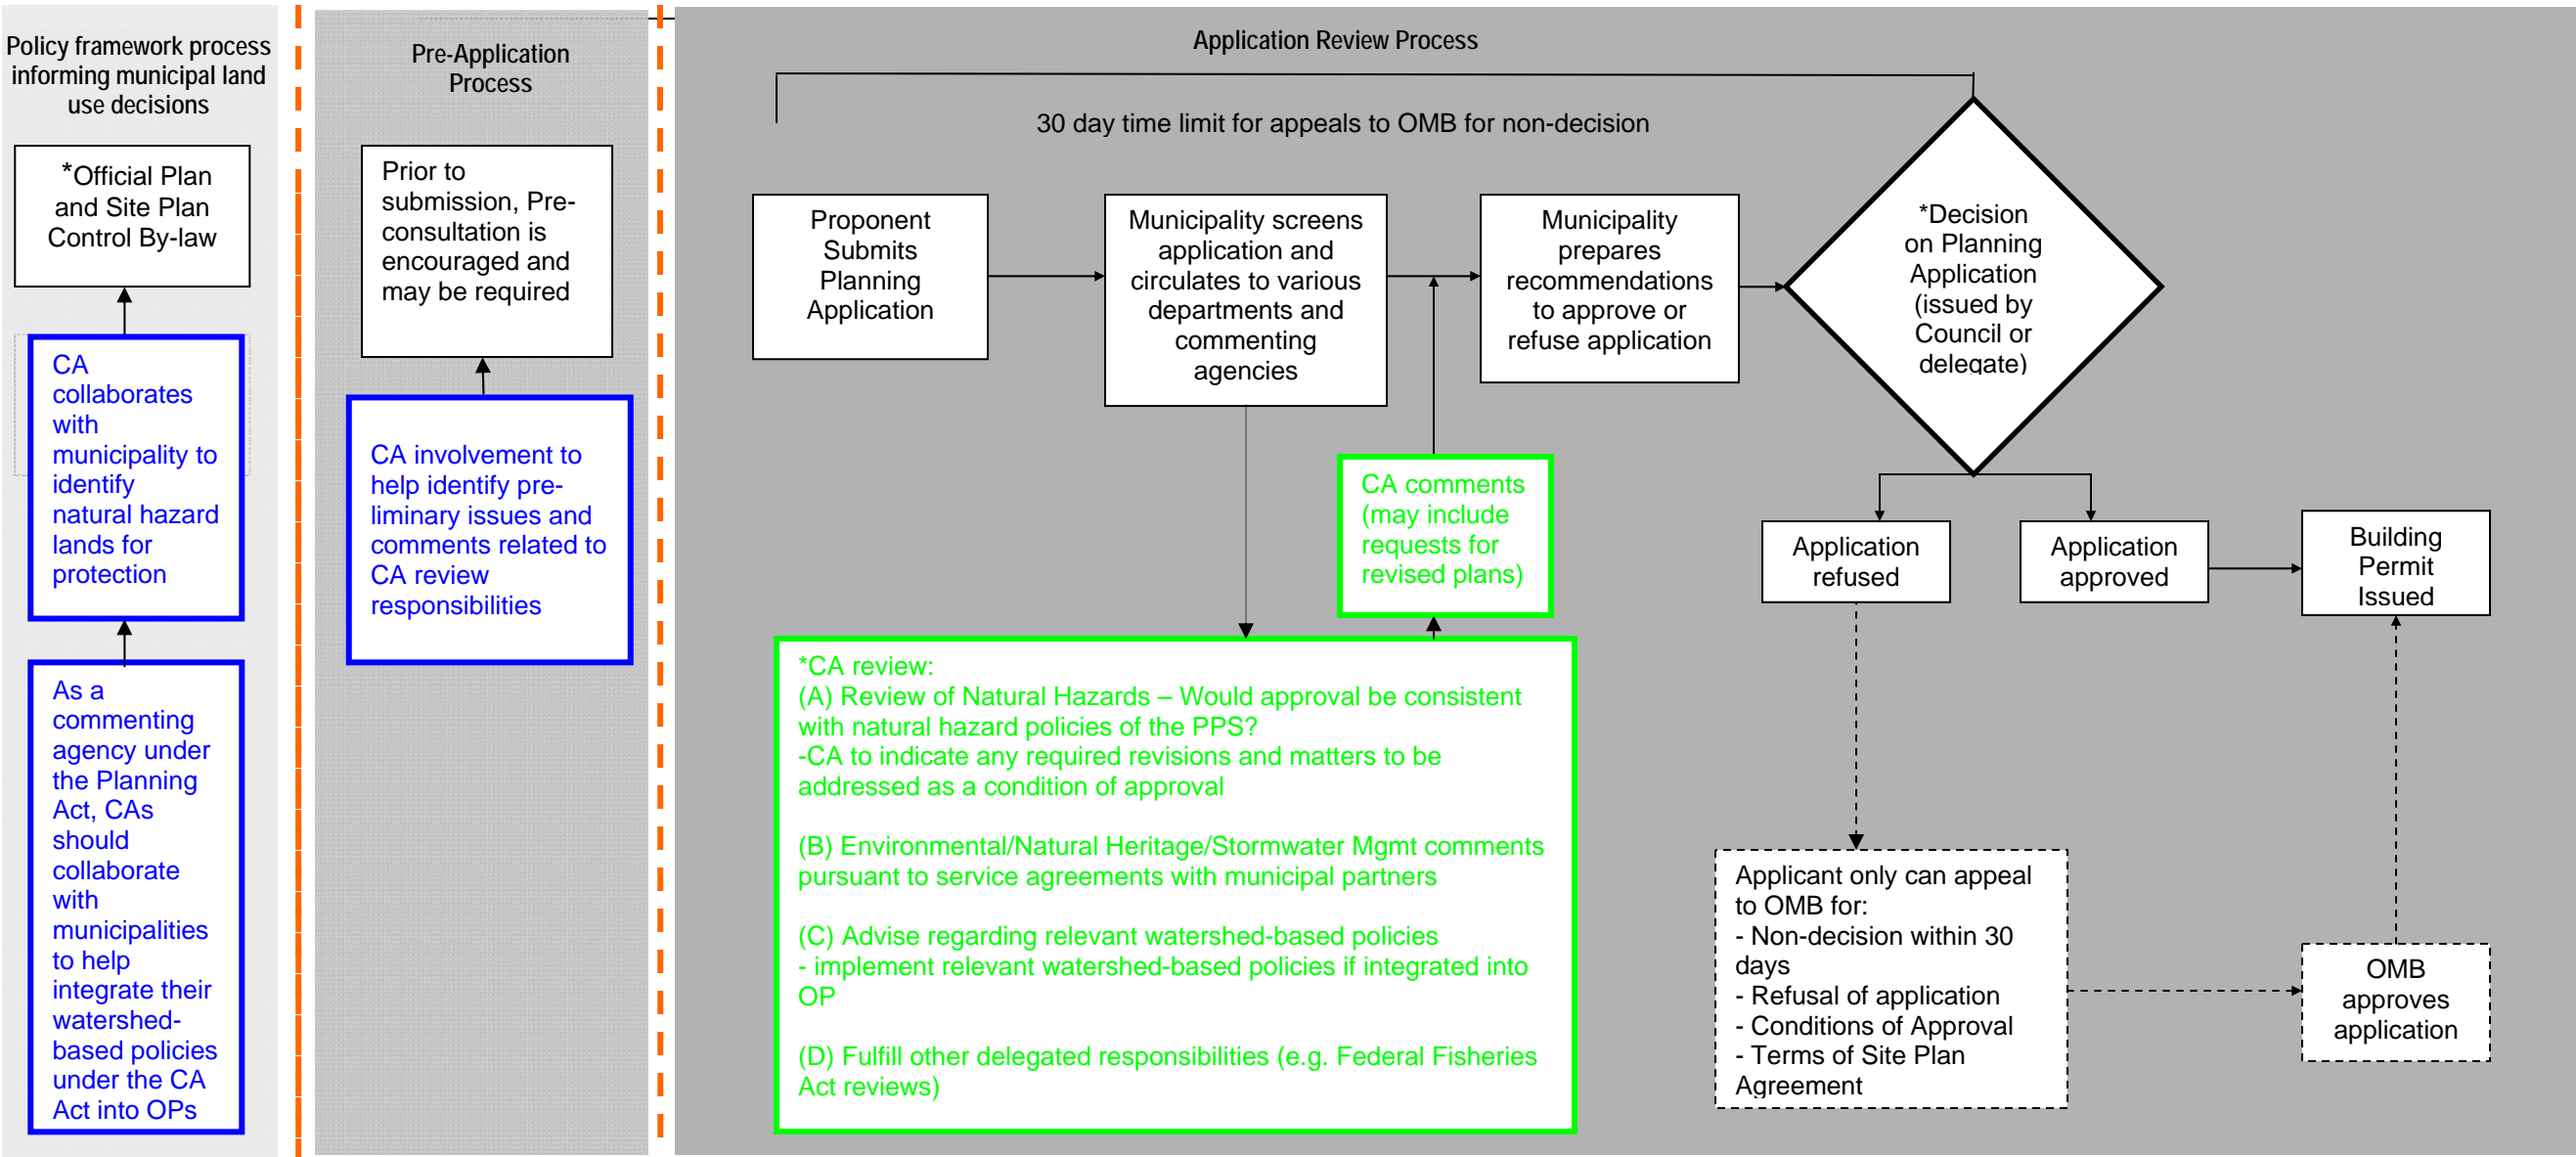 Policy framework process
informing municipal land
use decisions
*Official Plan
and Site Plan
Control By-law
CA
collaborates
with
municipality to
identify
natural hazard
lands for
protection
As a
commenting
agency under
the Planning
Act, CAs
should
collaborate
with
municipalities
to help
integrate their
watershed-
based policies
under the CA
Act into OPs
Pre-Application
Process
Prior to
submission, Pre-
consultation is
encouraged and
may be required
CA involvement to
help identify pre-
liminary issues and
comments related to
CA review
responsibilities
Application Review Process
30 day time limit for appeals to OMB for non-decision
Proponent
Submits
Planning
Application
Municipality screens
application and
circulates to various
departments and
commenting
agencies
Municipality
prepares
recommendations
to approve or
refuse application
*Decision
on Planning
Application
(issued by
Council or
delegate)
CA comments
(may include
requests for
revised plans)
*CA review:
(A) Review of Natural Hazards – Would approval be consistent
with natural hazard policies of the PPS?
-CA to indicate any required revisions and matters to be
addressed as a condition of approval
(B) Environmental/Natural Heritage/Stormwater Mgmt comments
pursuant to service agreements with municipal partners
(C) Advise regarding relevant watershed-based policies
- implement relevant watershed-based policies if integrated into
OP
(D) Fulfill other delegated responsibilities (e.g. Federal Fisheries
Act reviews)
Application
refused
Application
approved
Building
Permit
Issued
Applicant only can appeal
to OMB for:
- Non-decision within 30
days
- Refusal of application
- Conditions of Approval
- Terms of Site Plan
Agreement
OMB
approves
application